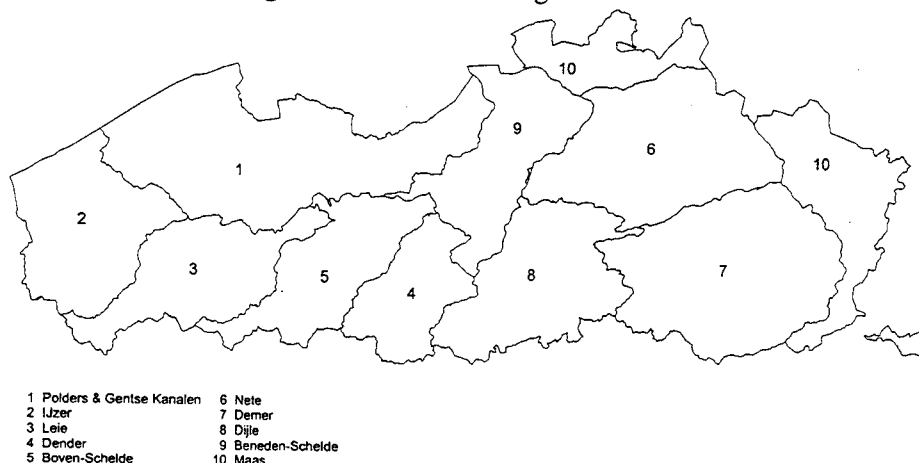 10
9
6
10
1
2
3
5
4
8
7
1 Polders & Gentse Kanalen
2 IJzer
3 Leie
4 Dender
5 Boven-Schelde
6 Nete
7 Demer
8 Dijle
9 Beneden-Schelde
10 Maas